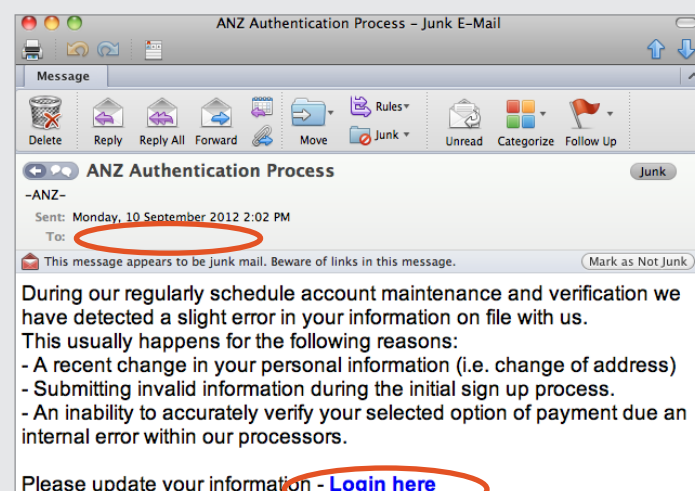 ANZ Authentication Process – Junk E-Mail
Message
Rules
Junk
Delete Reply Reply All Forward Move Unread Categorize Follow Up
ANZ Authentication Process Junk
-ANZ-
Sent: Monday, 10 September 2012 2:02 PM
To:
This message appears to be junk mail. Beware of links in this message. Mark as Not Junk
During our regularly schedule account maintenance and verification we
have detected a slight error in your information on file with us.
This usually happens for the following reasons:
- A recent change in your personal information (i.e. change of address)
- Submitting invalid information during the initial sign up process.
- An inability to accurately verify your selected option of payment due an
internal error within our processors.
Please update your information - Login here